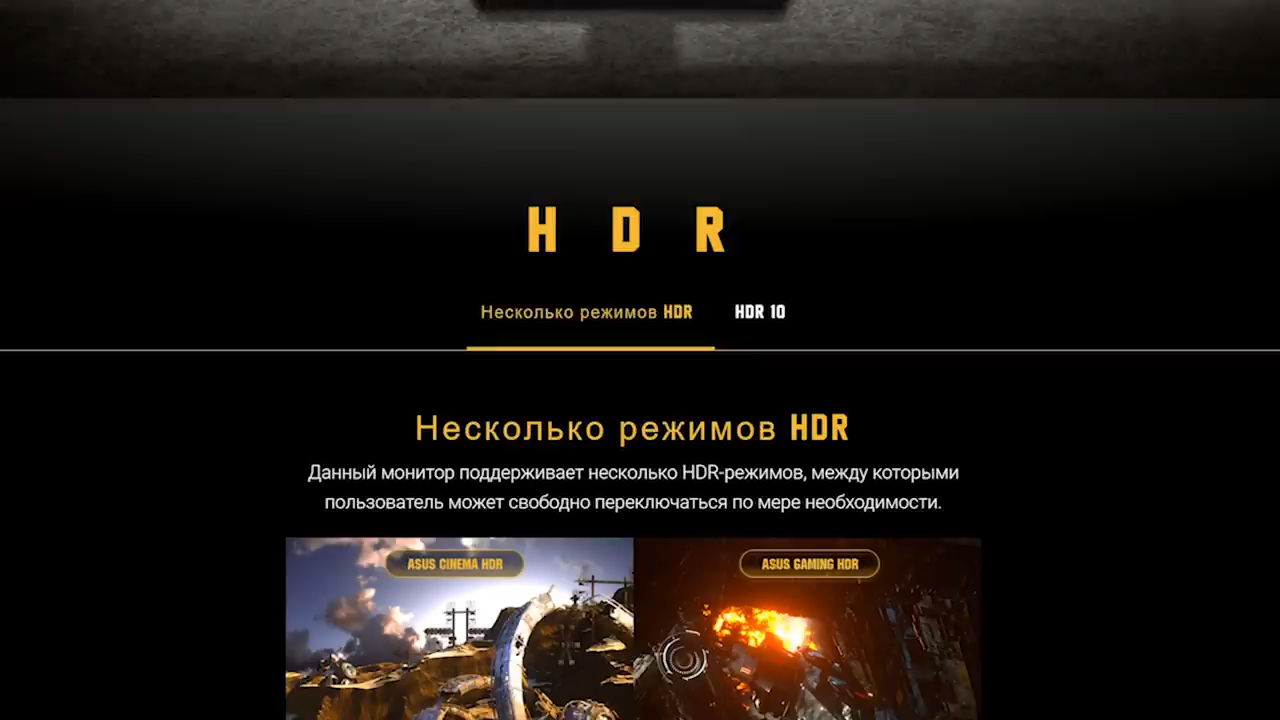 HDR
Несколько режимов HDR
HDR 10
Несколько режимов HDR
Данный монитор поддерживает несколько HDR-режимов, между которыми
пользователь может свободно переключаться по мере необходимости.
ASUS CINEMA HDR
ASUS GAMING HDR